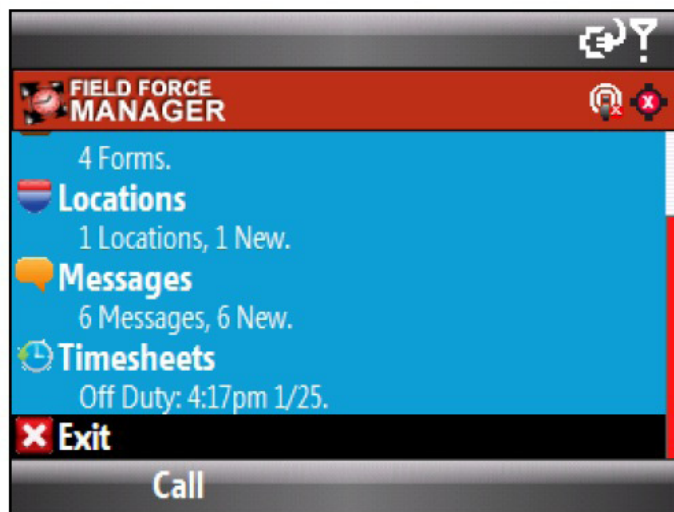 FIELD FORCE
MANAGER
4 Forms.
Locations
1 Locations, 1 New.
Messages
6 Messages, 6 New.
Timesheets
Off Duty: 4:17pm 1/25.
Exit
Call